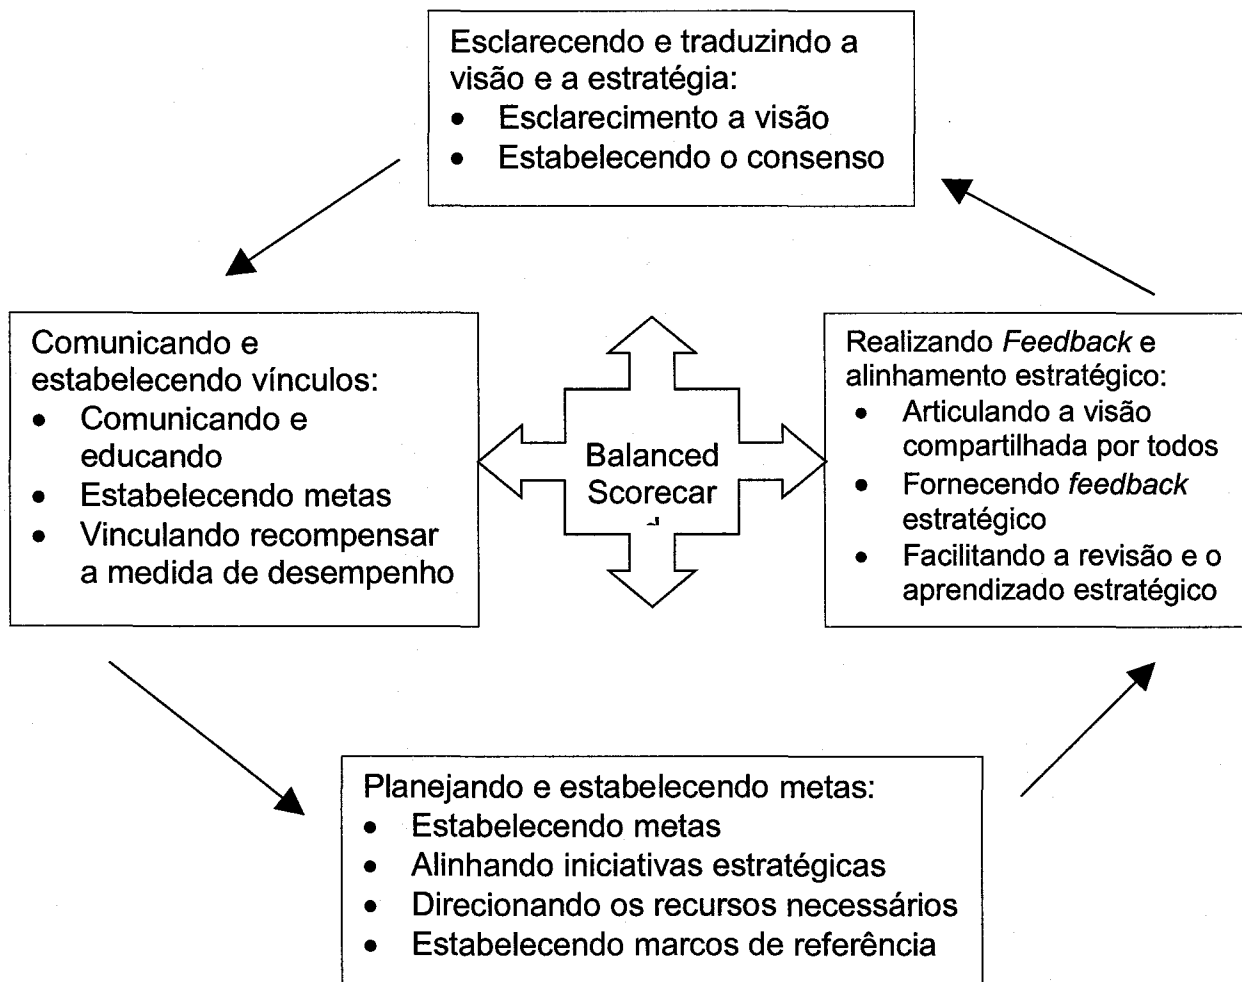 Esclarecendo e traduzindo a
visão e a estratégia:
• Esclarecimento a visão
• Estabelecendo o consenso
Comunicando e
estabelecendo vínculos:
• Comunicando e
educando
• Estabelecendo metas
• Vinculando recompensar
a medida de desempenho
Balanced
Scorecar
Realizando Feedback e
alinhamento estratégico:
• Articulando a visão
compartilhada por todos
• Fornecendo feedback
estratégico
• Facilitando a revisão e o
aprendizado estratégico
Planejando e estabelecendo metas:
• Estabelecendo metas
• Alinhando iniciativas estratégicas
• Direcionando os recursos necessários
• Estabelecendo marcos de referência